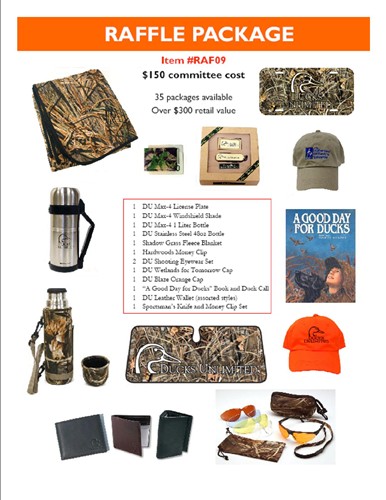 RAFFLE PACKAGE
Item #RAF09
$150 committee cost
35 packages available
Over $300 retail value
DUCKS UNLIMITED
1 DU Max-4 License Plate
1 DU Max-4 Windshield Shade
1 DU Max-4 1 Liter Bottle
1 DU Stainless Steel 48oz Bottle
1 Shadow Grass Fleece Blanket
1 Hardwoods Money Clip
2 DU Shooting Eyewear Set
1 DU Wetlands for Tomorrow Cap
1 DU Blaze Orange Cap
1 "A Good Day for Ducks" Book and Duck Call
1 DU Leather Wallet (assorted styles)
1 Sportsman's Knife and Money Clip Set
A GOOD DAY
FOR DUCKS
DUCKS UNLIMITED